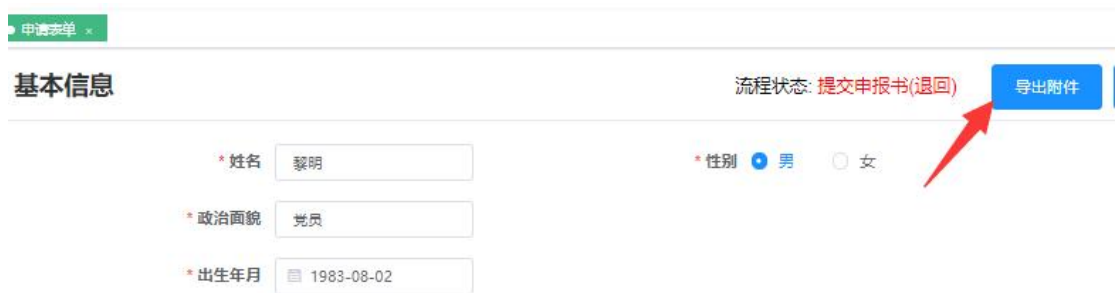 申请表单 ×
基本信息
流程状态: 提交申报书(退回)
导出附件
* 姓名 黎明
* 性别 男 女
* 政治面貌 党员
* 出生年月 1983-08-02